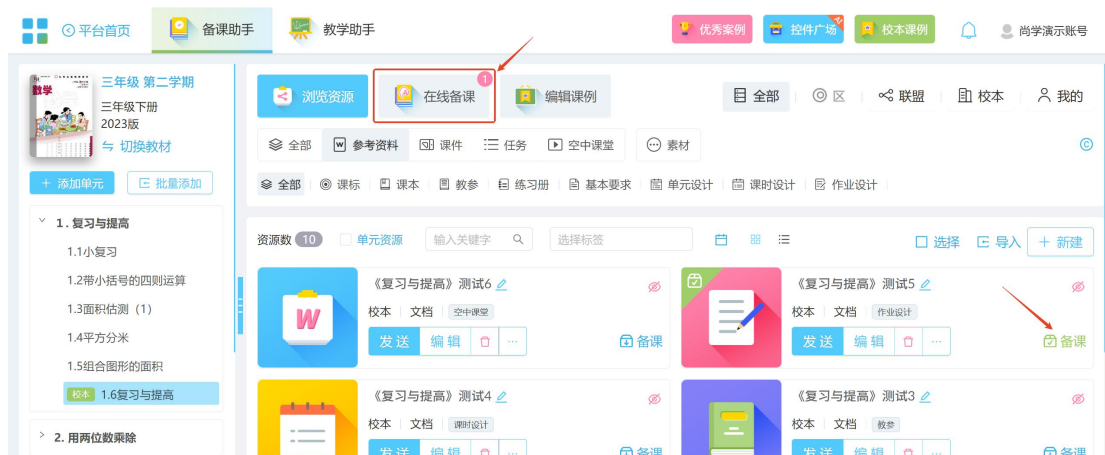 平台首页 备课助手 教学助手 优秀案例 控件广场 AI 校本课例 尚学演示账号
数学
三年级 第二学期
三年级下册
2023版
切换教材
+ 添加单元 批量添加
1. 复习与提高
1.1小复习
1.2带小括号的四则运算
1.3面积估测（1）
1.4平方分米
1.5组合图形的面积
校本 1.6复习与提高
2. 用两位数乘除
浏览资源 在线备课 1 编辑课例 全部 区 联盟 校本 我的
全部 参考资料 课件 任务 空中课堂 素材
全部 课标 课本 教参 练习册 基本要求 单元设计 课时设计 作业设计
资源数 10 单元资源 输入关键字 选择标签 选择 导入 + 新建
W
《复习与提高》测试6
校本 文档 空中课堂
发送 编辑 ... 备课
《复习与提高》测试5
校本 文档 作业设计
发送 编辑 ... 备课
《复习与提高》测试4
校本 文档 课时设计
发送 编辑 ... 备课
《复习与提高》测试3
校本 文档 教参
发送 编辑 ... 备课